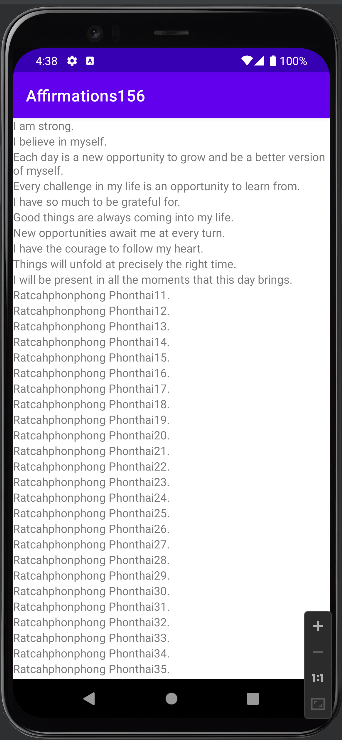 4:38 A 100%
Affirmations156
I am strong.
I believe in myself.
Each day is a new opportunity to grow and be a better version
of myself.
Every challenge in my life is an opportunity to learn from.
I have so much to be grateful for.
Good things are always coming into my life.
New opportunities await me at every turn.
I have the courage to follow my heart.
Things will unfold at precisely the right time.
I will be present in all the moments that this day brings.
Ratcahphonphong Phonthai11.
Ratcahphonphong Phonthai12.
Ratcahphonphong Phonthai13.
Ratcahphonphong Phonthai14.
Ratcahphonphong Phonthai15.
Ratcahphonphong Phonthai16.
Ratcahphonphong Phonthai17.
Ratcahphonphong Phonthai18.
Ratcahphonphong Phonthai19.
Ratcahphonphong Phonthai20.
Ratcahphonphong Phonthai21.
Ratcahphonphong Phonthai22.
Ratcahphonphong Phonthai23.
Ratcahphonphong Phonthai24.
Ratcahphonphong Phonthai25.
Ratcahphonphong Phonthai26.
Ratcahphonphong Phonthai27.
Ratcahphonphong Phonthai28.
Ratcahphonphong Phonthai29.
Ratcahphonphong Phonthai30.
Ratcahphonphong Phonthai31.
Ratcahphonphong Phonthai32.
Ratcahphonphong Phonthai33.
Ratcahphonphong Phonthai34.
Ratcahphonphong Phonthai35.
1:1